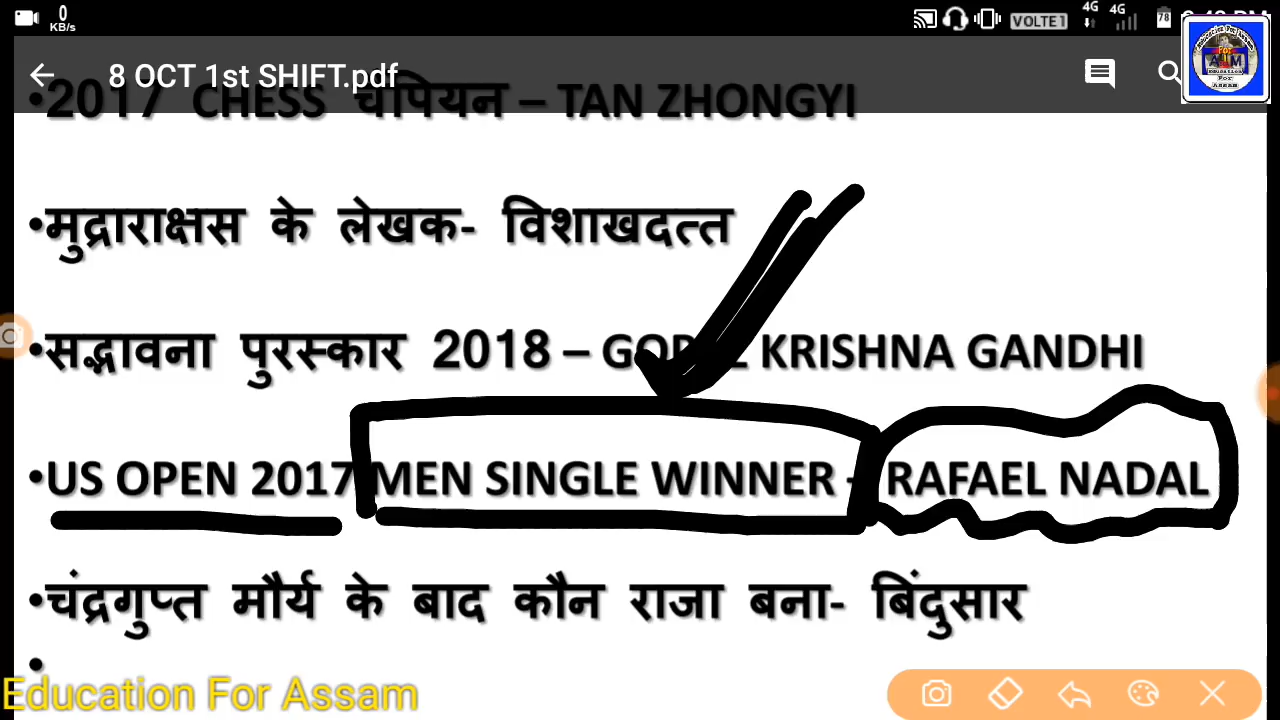 0
KB/s
VOLTE 1
4G
4G
78
8 OCT 1st SHIFT.pdf
•2017 CHESS चंपियन – TAN ZHONGYI
•मुद्राराक्षस के लेखक- विशाखदत्त
•सद्भावना पुरस्कार 2018 – KRISHNA GANDHI
•US OPEN 2017 MEN SINGLE WINNER - RAFAEL NADAL
•चंद्रगुप्त मौर्य के बाद कौन राजा बना- बिंदुसार
•
Education For Assam